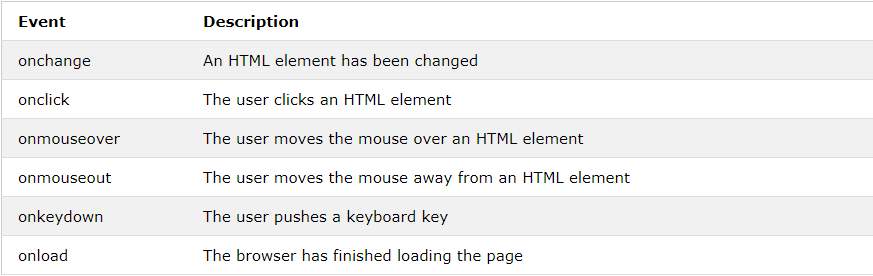 Event Description
onchange An HTML element has been changed
onclick The user clicks an HTML element
onmouseover The user moves the mouse over an HTML element
onmouseout The user moves the mouse away from an HTML element
onkeydown The user pushes a keyboard key
onload The browser has finished loading the page